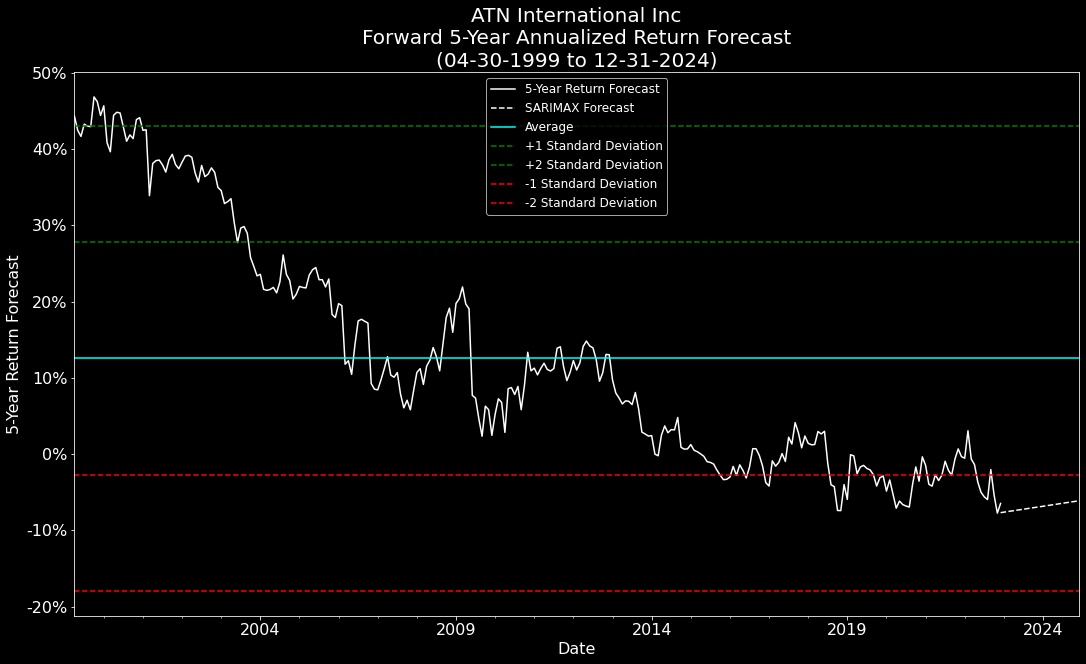 ATN International Inc
Forward 5-Year Annualized Return Forecast
(04-30-1999 to 12-31-2024)
5-Year Return Forecast
SARIMAX Forecast
Average
+1 Standard Deviation
+2 Standard Deviation
-1 Standard Deviation
-2 Standard Deviation
50%
40%
30%
20%
10%
0%
-10%
-20%
5-Year Return Forecast
2004
2009
2014
2019
2024
Date